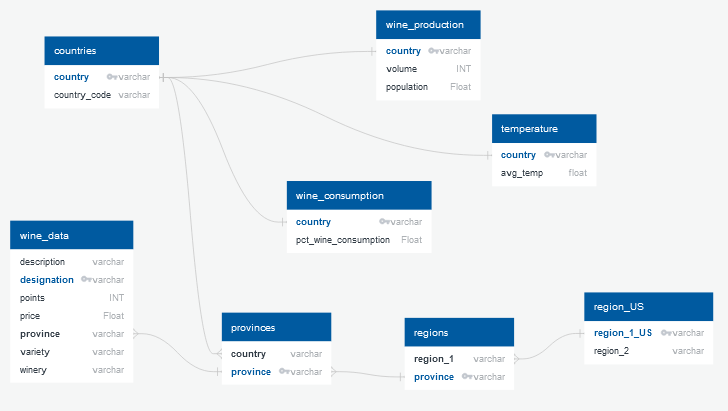 countries
country varchar
country_code varchar
wine_production
country varchar
volume INT
population Float
temperature
country varchar
avg_temp float
wine_consumption
country varchar
pct_wine_consumption Float
wine_data
description varchar
designation varchar
points INT
price Float
province varchar
variety varchar
winery varchar
provinces
country varchar
province varchar
regions
region_1 varchar
province varchar
region_US
region_1_US varchar
region_2 varchar